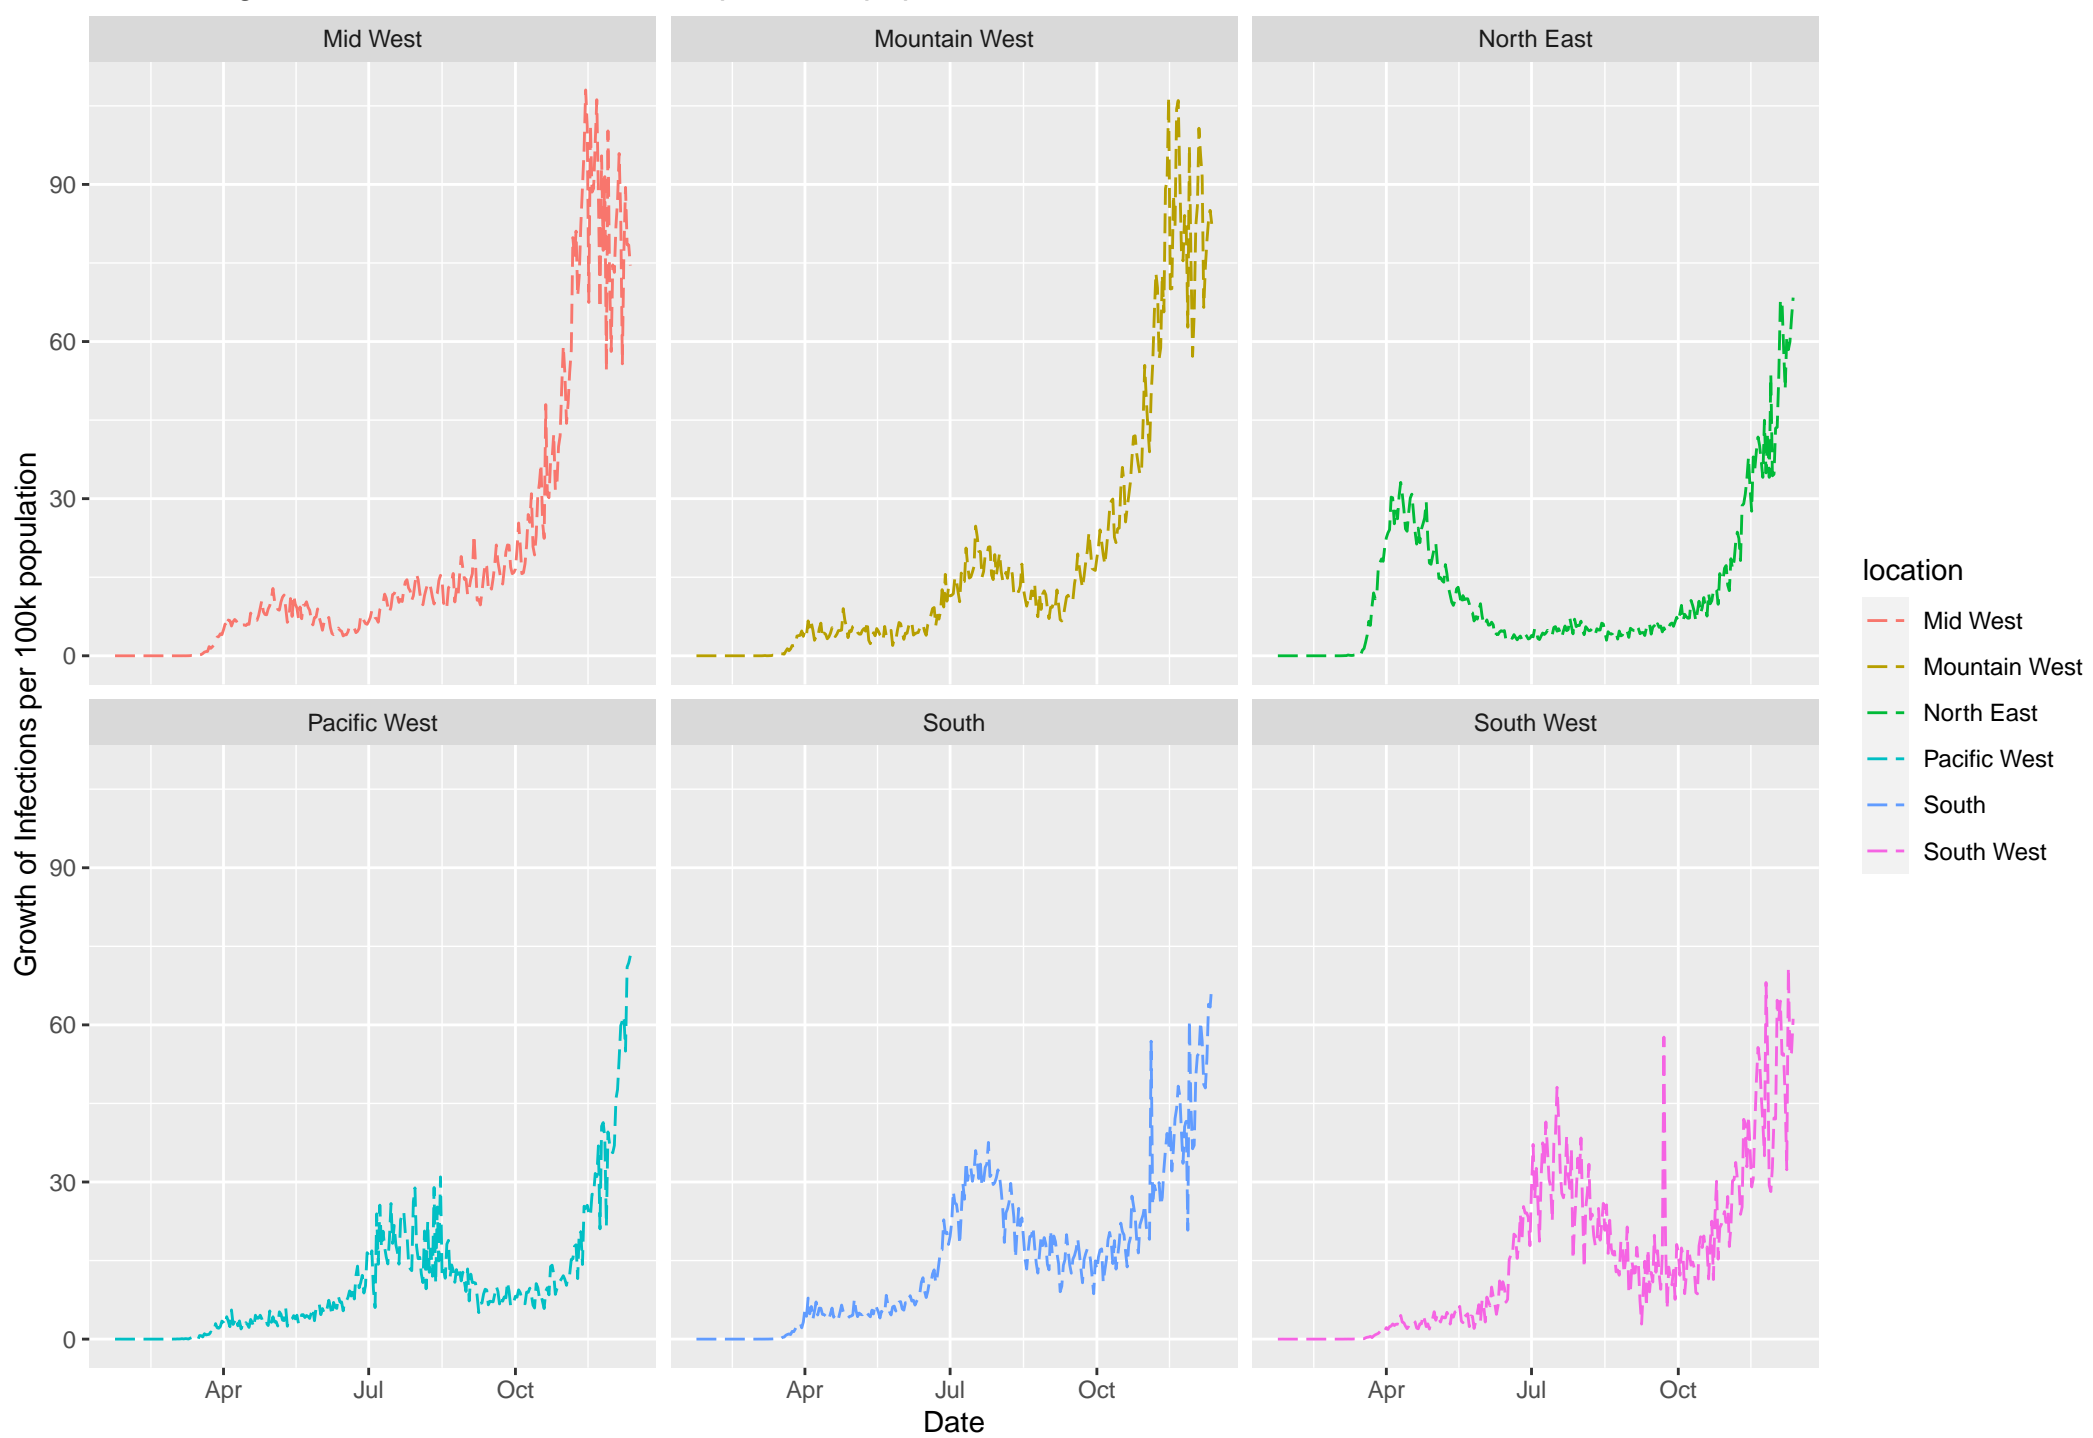 Mid West
Mountain West
North East
90
60
30
0
Pacific West
South
South West
90
60
30
0
Apr
Jul
Oct
Apr
Jul
Oct
Apr
Jul
Oct
Date
Growth of Infections per 100k population
location
Mid West
Mountain West
North East
Pacific West
South
South West